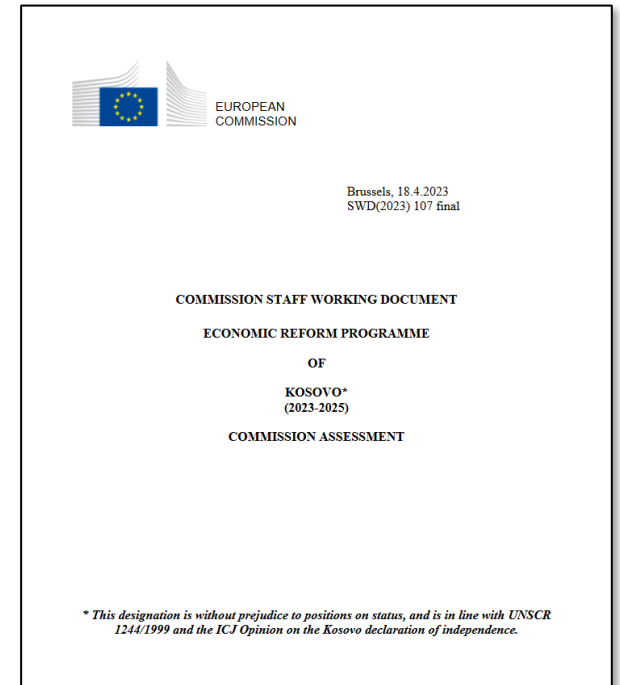 EUROPEAN
COMMISSION
Brussels, 18.4.2023
SWD(2023) 107 final
COMMISSION STAFF WORKING DOCUMENT
ECONOMIC REFORM PROGRAMME
OF
KOSOVO*
(2023-2025)
COMMISSION ASSESSMENT
* This designation is without prejudice to positions on status, and is in line with UNSCR
1244/1999 and the ICJ Opinion on the Kosovo declaration of independence.